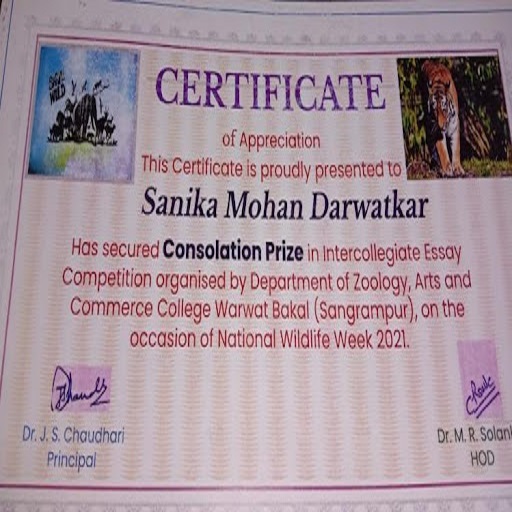 CERTIFICATE
of Appreciation
This Certificate is proudly presented to
Sanika Mohan Darwatkar
Has secured Consolation Prize in Intercollegiate Essay
Competition organised by Department of Zoology, Arts and
Commerce College Warwat Bakal (Sangrampur), on the
occasion of National Wildlife Week 2021.
Dr. J. S. Chaudhari
Principal
Dr. M. R. Solanki
HOD